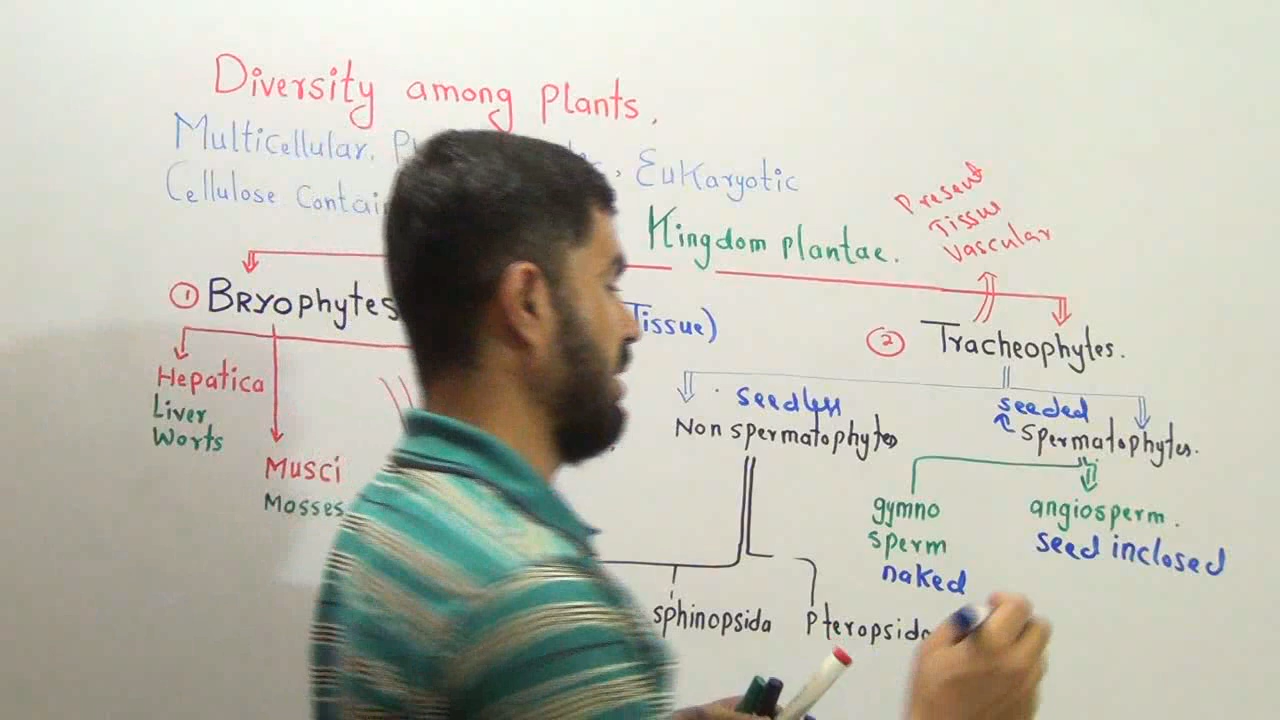 Diversity among plants.
Multicellular. , Eukaryotic
Cellulose
Kingdom plantae.
Present
Tissue
Vascular
① Bryophytes
Tissue)
② Tracheophytes.
Hepatica
Liver
Worts
Musci
Mosses
seedless
Non spermatophytes
seeded
spermatophytes.
gymno
sperm
naked
angiosperm.
seed inclosed
sphinopsida
Pteropsida